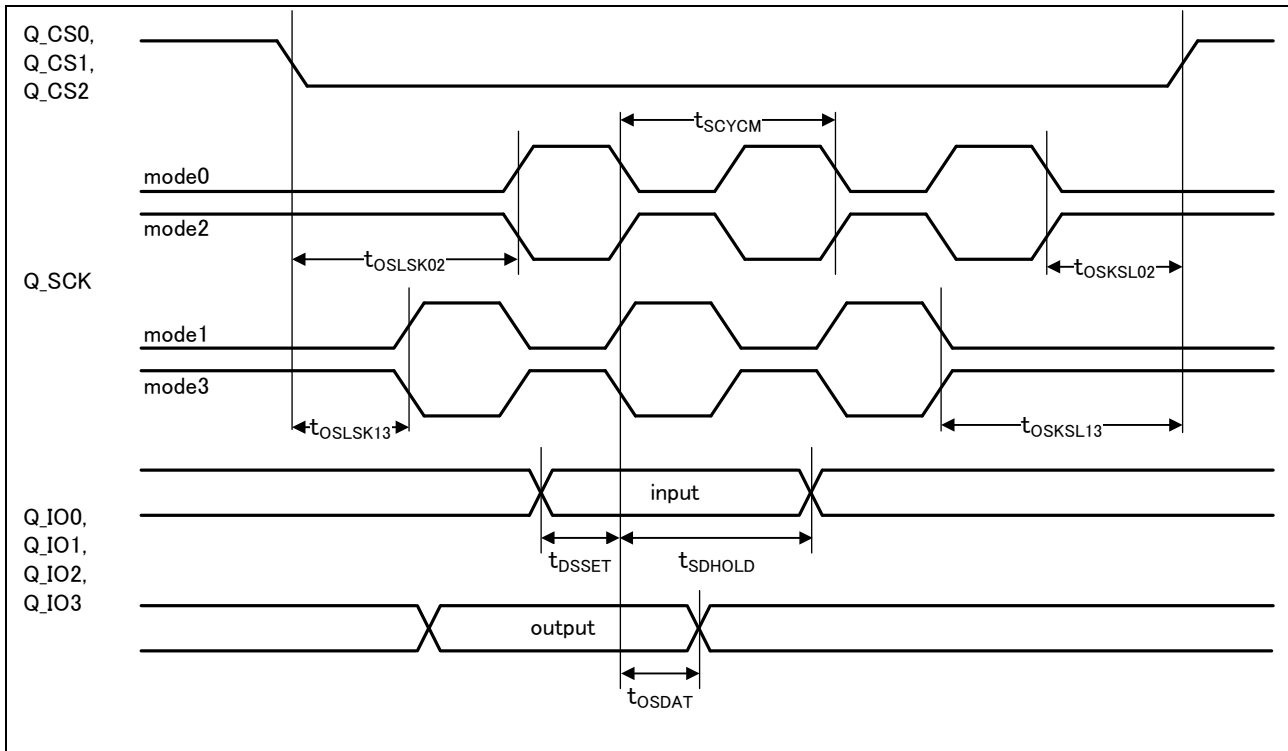 Q_CS0,
Q_CS1,
Q_CS2
tSCYCM
mode0
mode2
tOSLSK02
tOSKSL02
Q_SCK
mode1
mode3
tOSLSK13
tOSKSL13
input
Q_IO0,
Q_IO1,
Q_IO2,
Q_IO3
tDSSET
tSDHOLD
output
tOSDAT